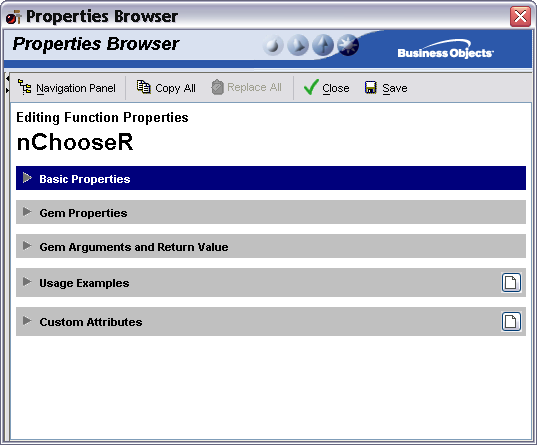 Properties Browser
Properties Browser
Business Objects
Navigation Panel Copy All Replace All Close Save
Editing Function Properties
nChooseR
Basic Properties
Gem Properties
Gem Arguments and Return Value
Usage Examples
Custom Attributes